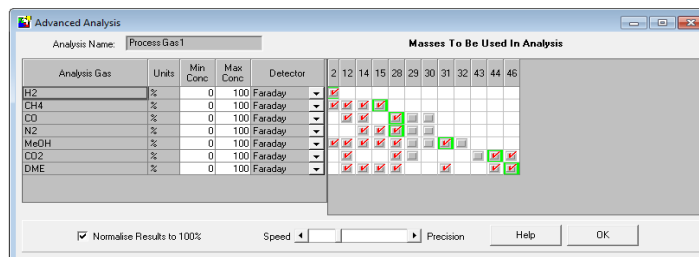 Advanced Analysis
Analysis Name: Process Gas1 Masses To Be Used In Analysis
Analysis Gas Units Min Conc Max Conc Detector 2 12 14 15 28 29 30 31 32 43 44 46
H2 % 0 100 Faraday
CH4 % 0 100 Faraday
CO % 0 100 Faraday
N2 % 0 100 Faraday
MeOH % 0 100 Faraday
CO2 % 0 100 Faraday
DME % 0 100 Faraday
Normalise Results to 100% Speed Precision Help OK